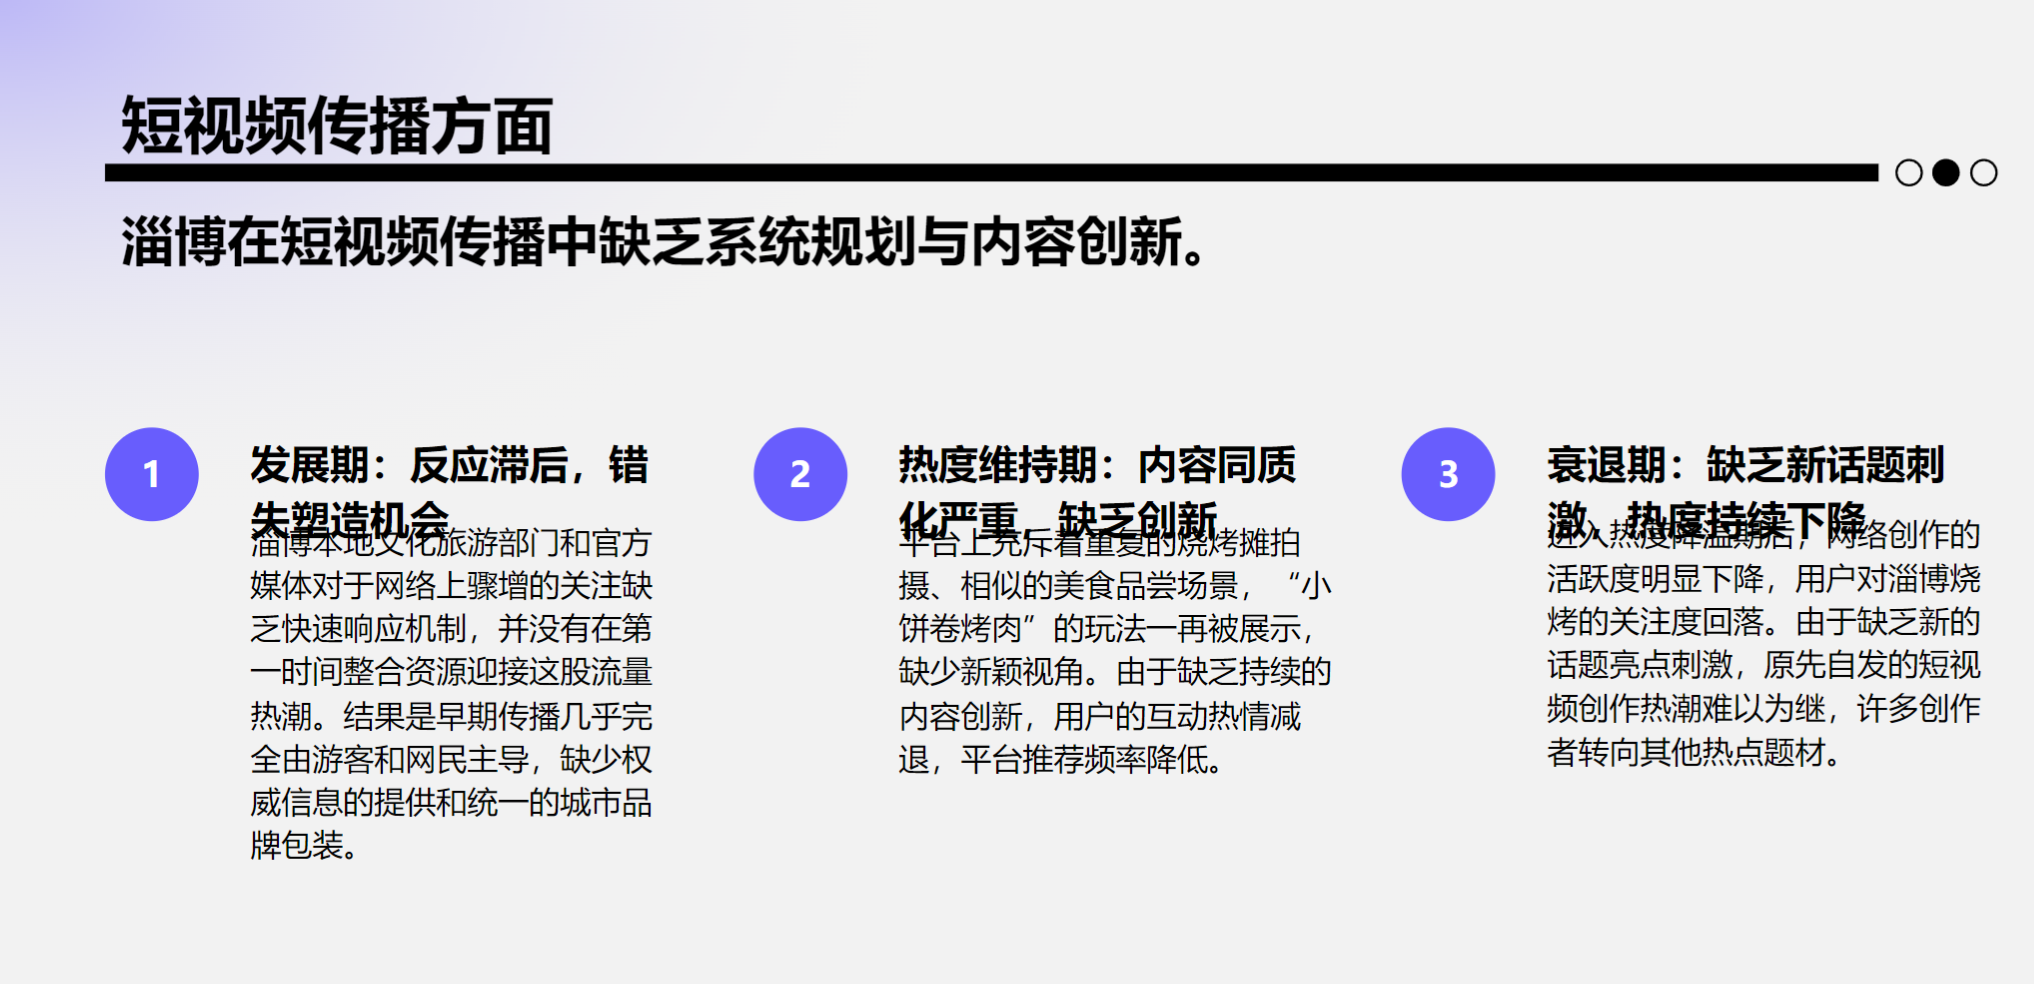 短视频传播方面
淄博在短视频传播中缺乏系统规划与内容创新。
1
发展期：反应滞后，错
失塑造机会
淄博本地文化旅游部门和官方
媒体对于网络上骤增的关注缺
乏快速响应机制，并没有在第
一时间整合资源迎接这股流量
热潮。结果是早期传播几乎完
全由游客和网民主导，缺少权
威信息的提供和统一的城市品
牌包装。
2
热度维持期：内容同质
化严重，缺乏创新
平台上充斥着重复的烧烤摊拍
摄、相似的美食品尝场景，“小
饼卷烤肉”的玩法一再被展示，
缺少新颖视角。由于缺乏持续的
内容创新，用户的互动热情减
退，平台推荐频率降低。
3
衰退期：缺乏新话题刺
激，热度持续下降
进入热度降温期后，网络创作的
活跃度明显下降，用户对淄博烧
烤的关注度回落。由于缺乏新的
话题亮点刺激，原先自发的短视
频创作热潮难以为继，许多创作
者转向其他热点题材。